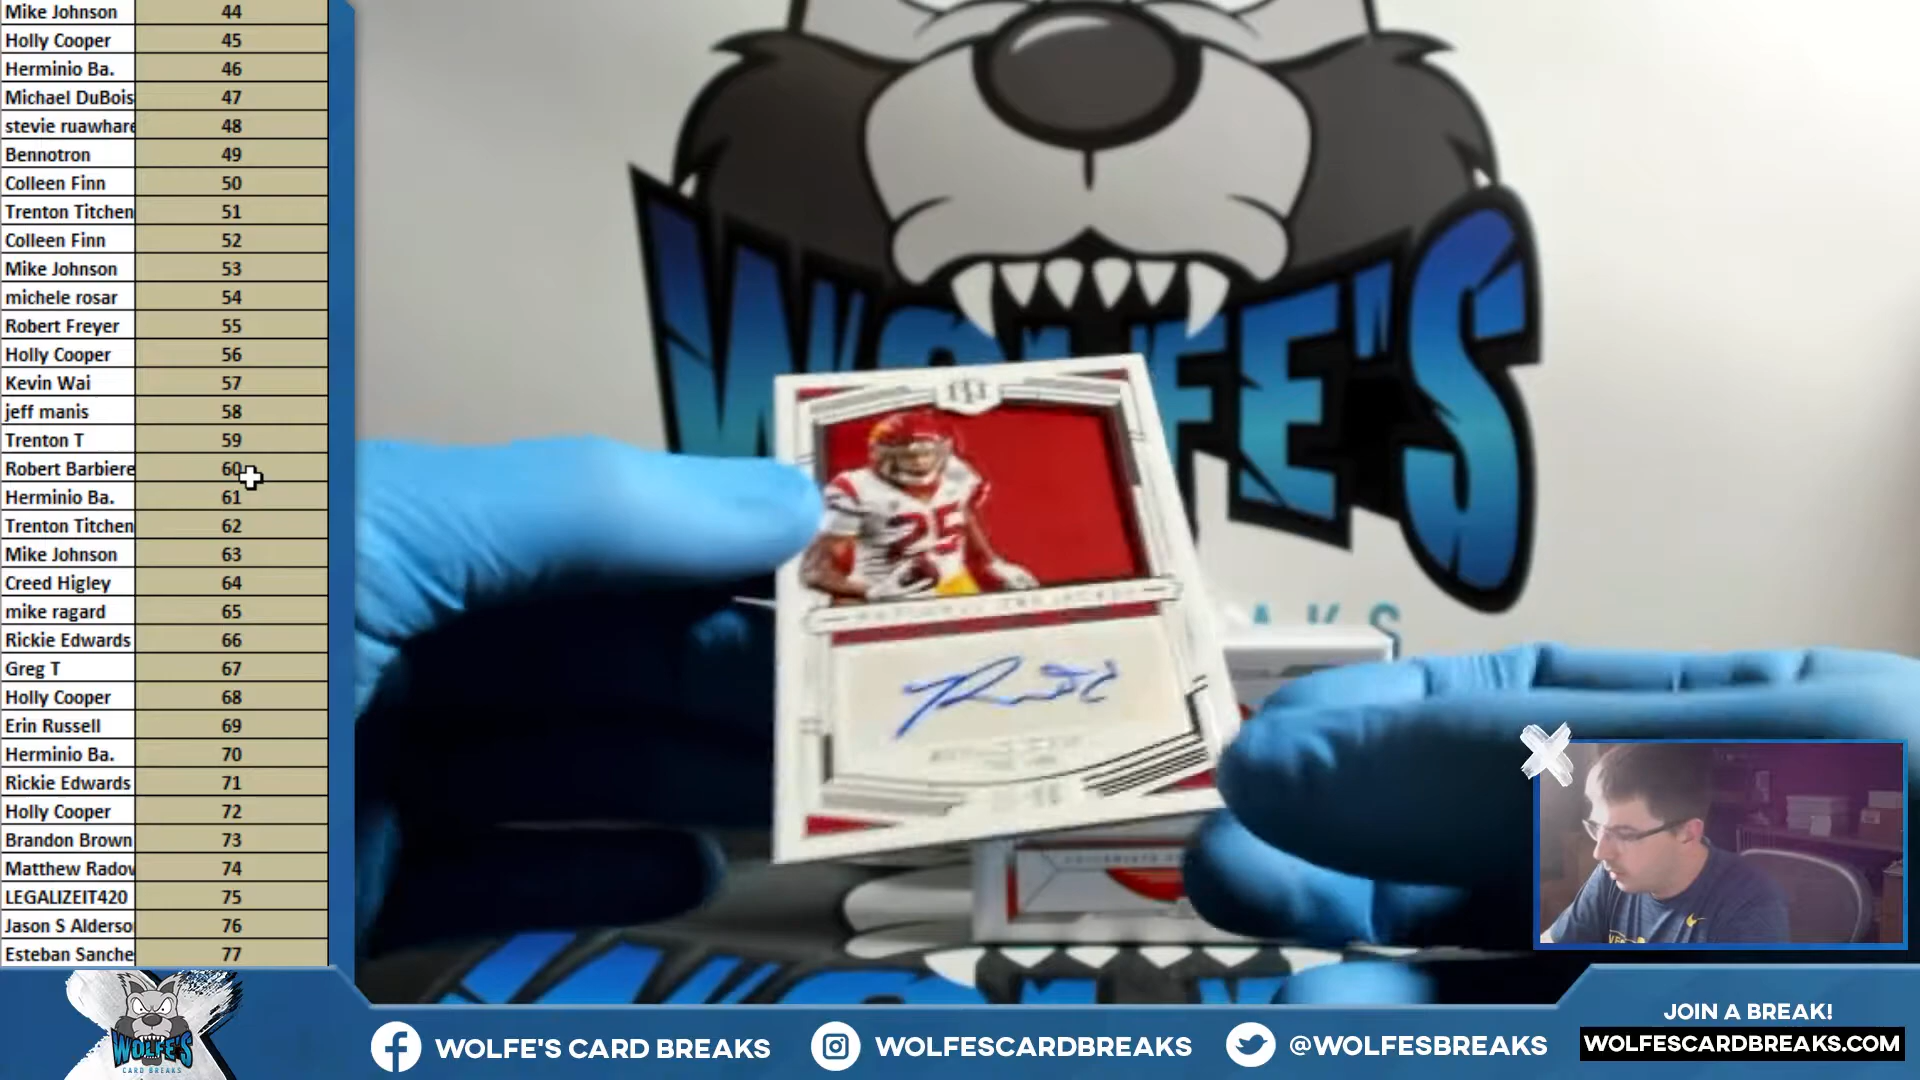 Mike Johnson 44
Holly Cooper 45
Herminio Ba. 46
Michael DuBois 47
stevie ruawhare 48
Bennotron 49
Colleen Finn 50
Trenton Titchen 51
Colleen Finn 52
Mike Johnson 53
michele rosar 54
Robert Freyer 55
Holly Cooper 56
Kevin Wai 57
jeff manis 58
Trenton T 59
Robert Barbiere 60
Herminio Ba. 61
Trenton Titchen 62
Mike Johnson 63
Creed Higley 64
mike ragard 65
Rickie Edwards 66
Greg T 67
Holly Cooper 68
Erin Russell 69
Herminio Ba. 70
Rickie Edwards 71
Holly Cooper 72
Brandon Brown 73
Matthew Radov 74
LEGALIZEIT420 75
Jason S Alderso 76
Esteban Sanche 77
WOLFE'S
AKS
25
WOLFE'S
CARD BREAKS
WOLFE'S CARD BREAKS
WOLFESCARDBREAKS
@WOLFESBREAKS
JOIN A BREAK!
WOLFESCARDBREAKS.COM